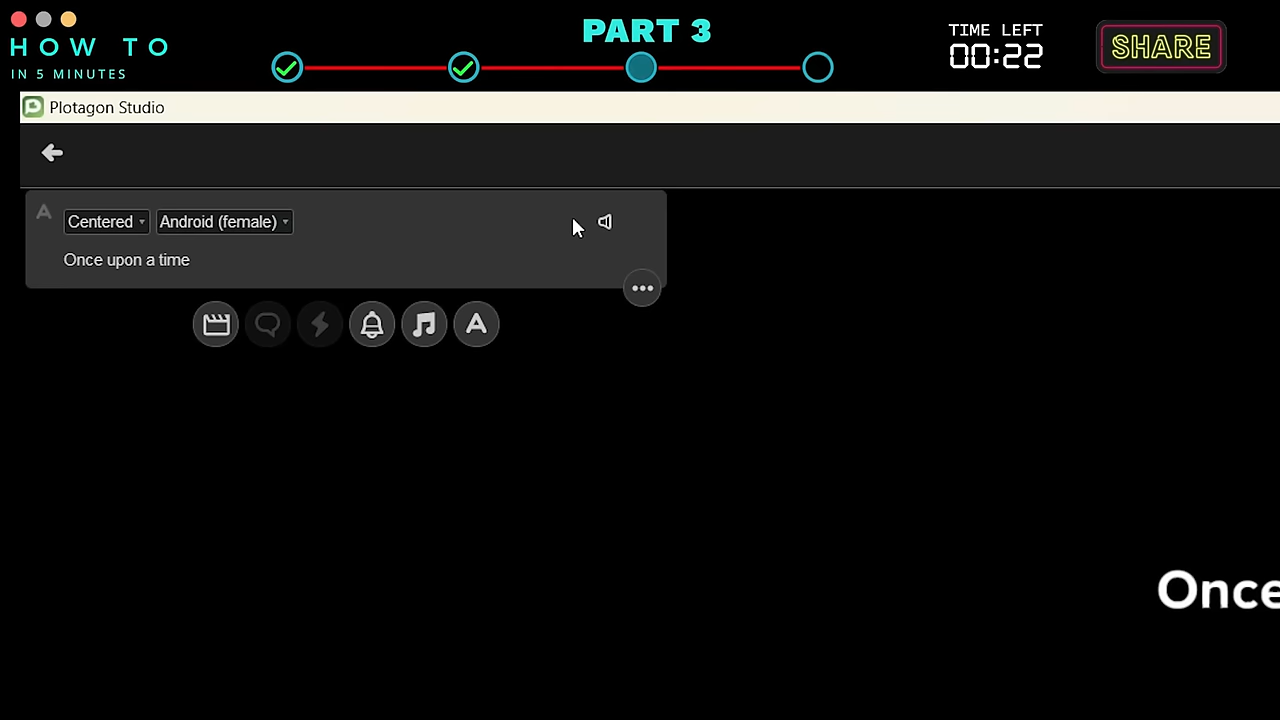 HOW TO
IN 5 MINUTES
PART 3
TIME LEFT
00:22
SHARE
Plotagon Studio
A
Centered
Android (female)
Once upon a time
A
Once